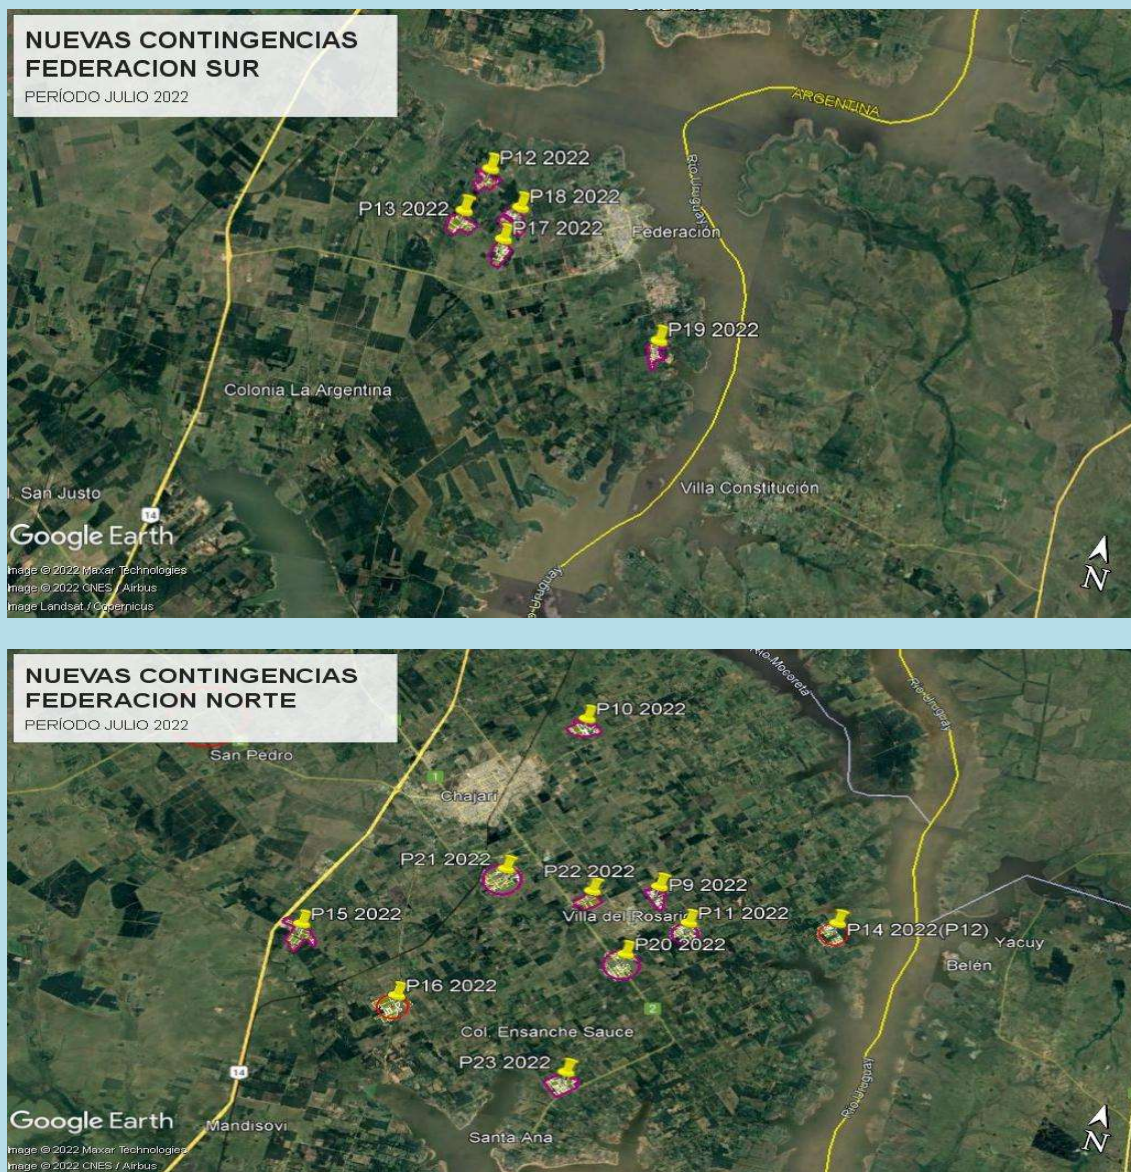 NUEVAS CONTINGENCIAS
FEDERACION SUR
PERÍODO JULIO 2022
ARGENTINA
P12 2022
Río Uruguay
P18 2022
P13 2022
P17 2022
Federación
P19 2022
Colonia La Argentina
Villa Constitución
l. San Justo
14
Google Earth
Image © 2022 Maxar Technologies
Image © 2022 CNES / Airbus
Image Landsat / Copernicus
o Uruguay
N
NUEVAS CONTINGENCIAS
FEDERACION NORTE
PERÍODO JULIO 2022
Río Mocoreta
Río Uruguay
P10 2022
San Pedro
1
Chajarí
P21 2022
P22 2022
P9 2022
P15 2022
Villa del Rosario
P11 2022
P14 2022(P12)
P20 2022
Yacuy
Belén
P16 2022
2
Col. Ensanche Sauce
P23 2022
14
Río Uruguay
Google Earth
Mandisovi
Santa Ana
N
Image © 2022 Maxar Technologies
Image © 2022 CNES / Airbus